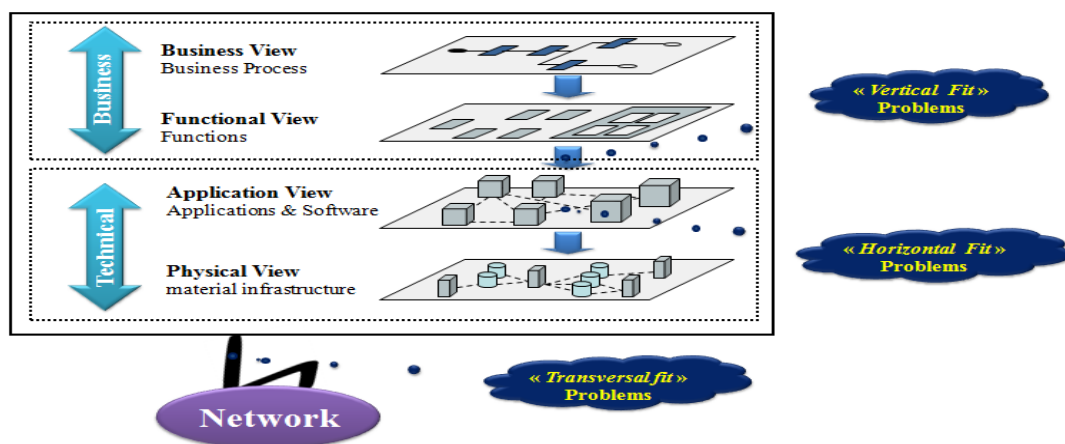 Business
Business View
Business Process
Functional View
Functions
Technical
Application View
Applications & Software
Physical View
material infrastructure
« Vertical Fit »
Problems
« Horizontal Fit »
Problems
« Transversal fit »
Problems
Network